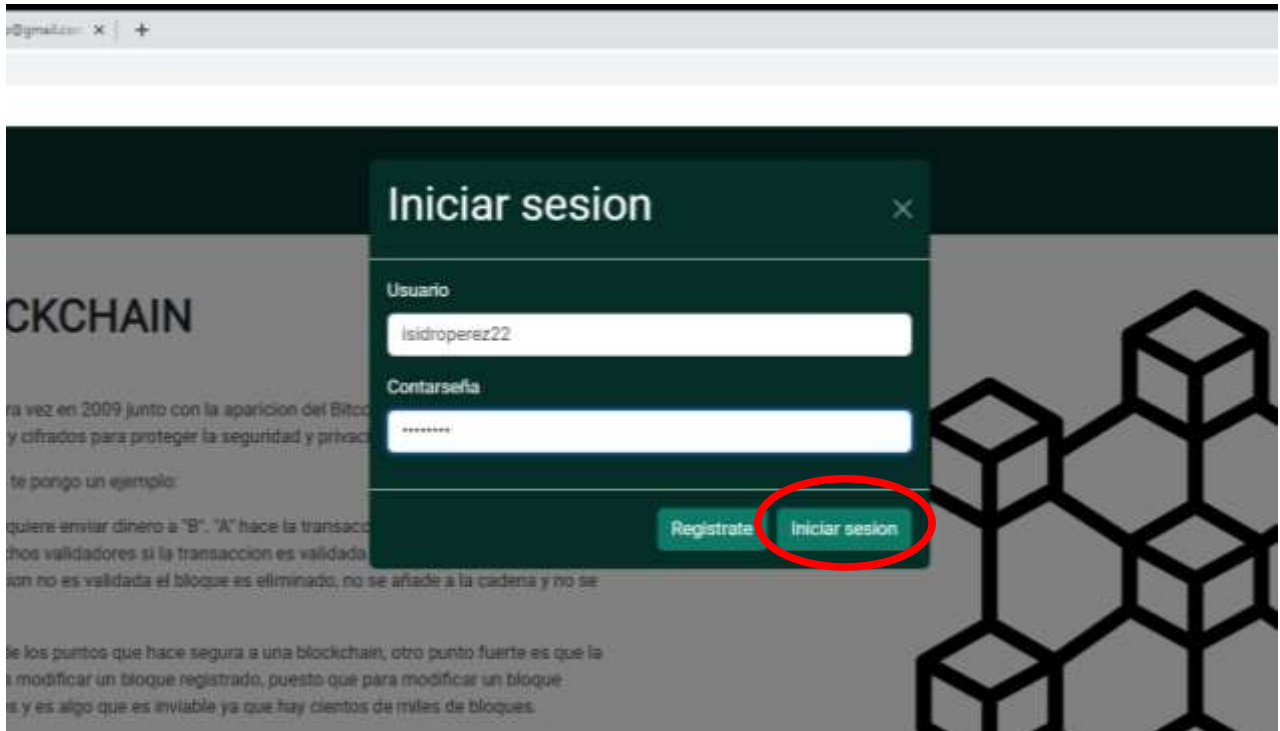 @gmail.com × | +
Iniciar sesion ×
CKCHAIN
Usuario
isidroperez22
Contarseña
********
ra vez en 2009 junto con la aparicion del Bitco
y cifrados para proteger la seguridad y privac
te pongo un ejemplo:
quiere enviar dinero a "B". "A" hace la transacc
Registrate
Iniciar sesion
chos validadores si la transaccion es validada
ion no es validada el bloque es eliminado, no se añade a la cadena y no se
de los puntos que hace segura a una blockchain, otro punto fuerte es que la
modificar un bloque registrado, puesto que para modificar un bloque
es y es algo que es inviable ya que hay cientos de miles de bloques.